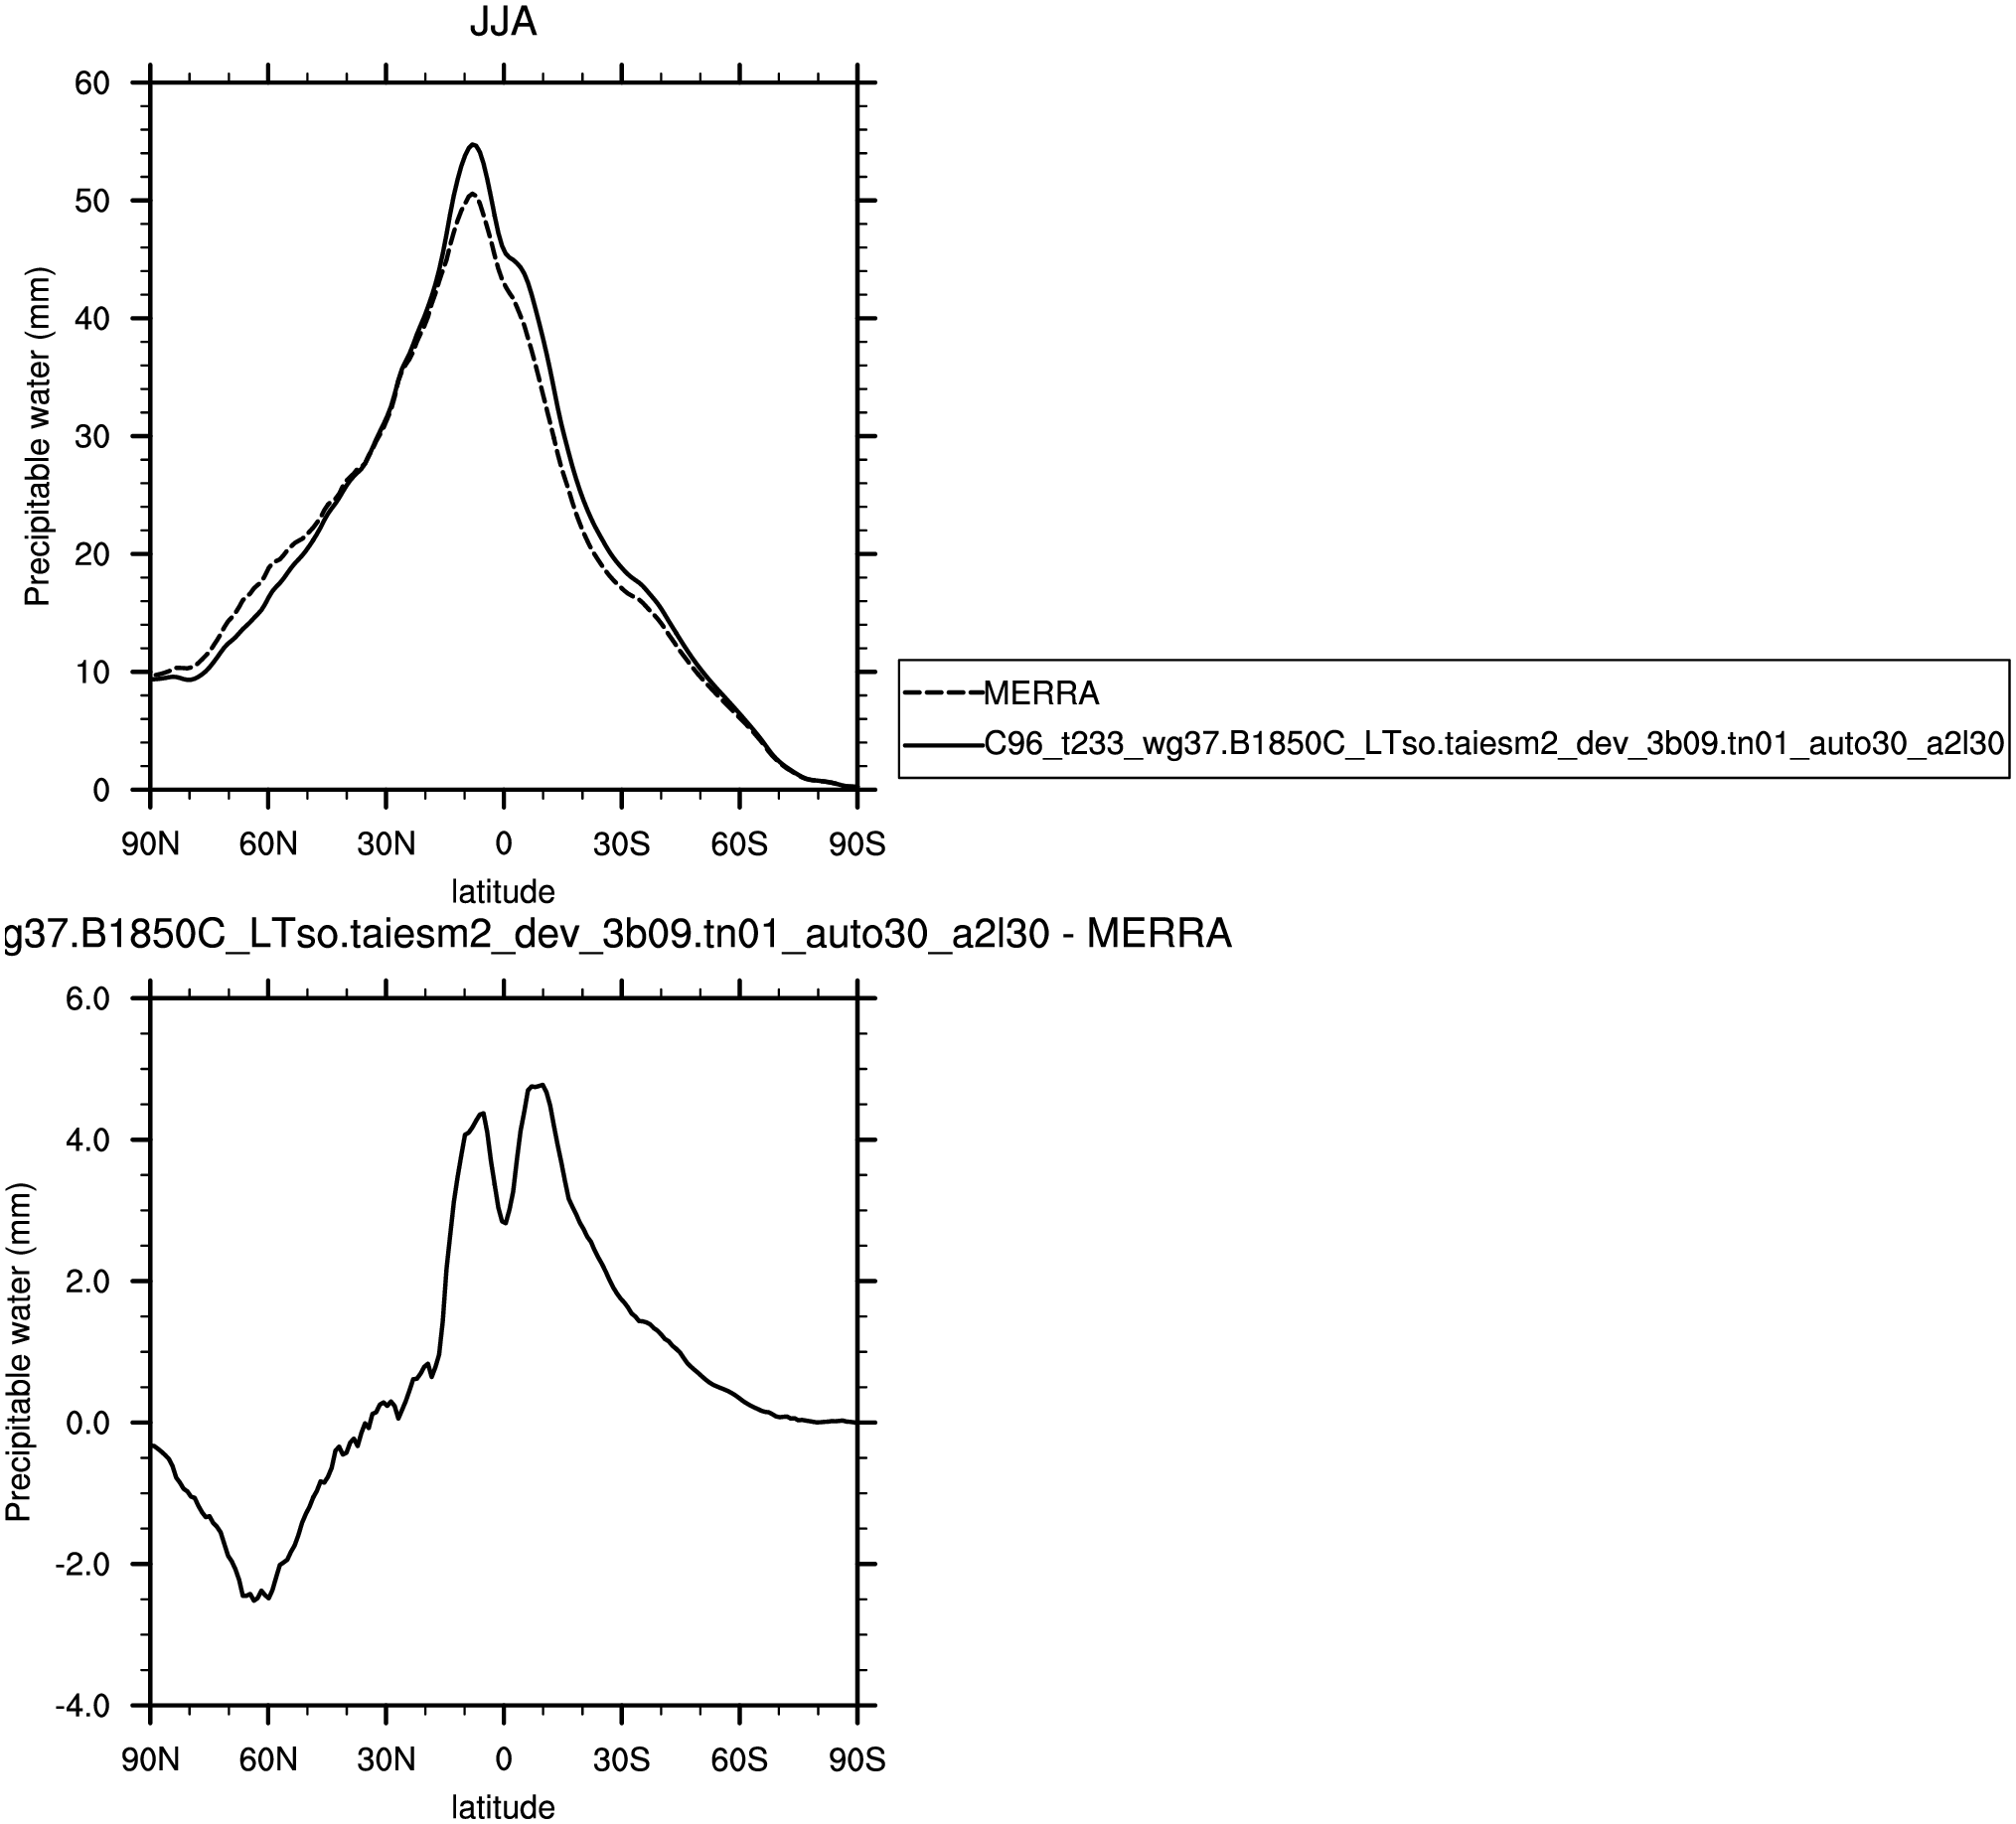 JJA
60
50
40
30
20
10
0
Precipitable water (mm)
90N 60N 30N 0 30S 60S 90S
latitude
MERRA
C96_t233_wg37.B1850C_LTso.taiesm2_dev_3b09.tn01_auto30_a2l30
g37.B1850C_LTso.taiesm2_dev_3b09.tn01_auto30_a2l30 - MERRA
6.0
4.0
2.0
0.0
-2.0
-4.0
Precipitable water (mm)
90N 60N 30N 0 30S 60S 90S
latitude